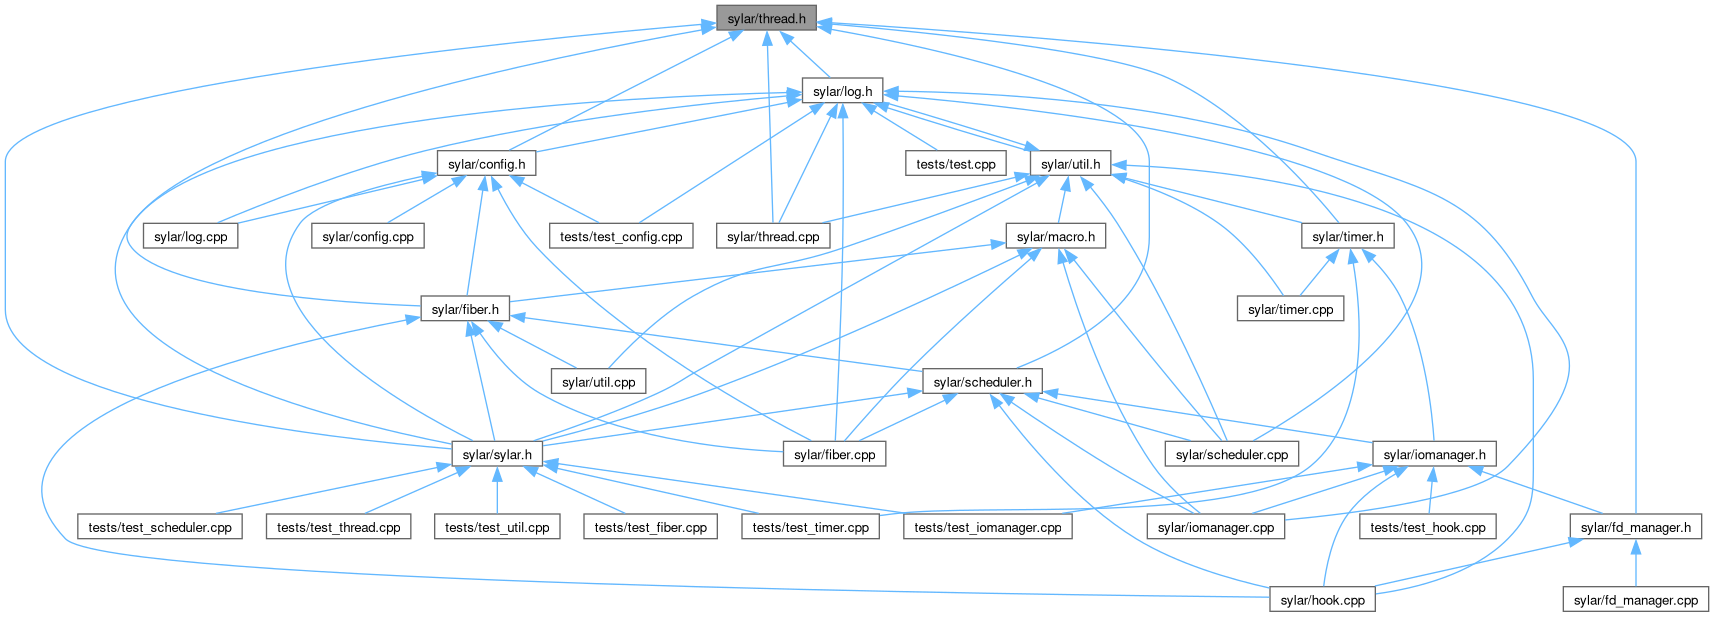 sylar/thread.h
sylar/log.h
sylar/config.h
tests/test.cpp
sylar/util.h
sylar/log.cpp
sylar/config.cpp
tests/test_config.cpp
sylar/thread.cpp
sylar/macro.h
sylar/timer.h
sylar/fiber.h
sylar/timer.cpp
sylar/util.cpp
sylar/scheduler.h
sylar/sylar.h
sylar/fiber.cpp
sylar/scheduler.cpp
sylar/iomanager.h
tests/test_scheduler.cpp
tests/test_thread.cpp
tests/test_util.cpp
tests/test_fiber.cpp
tests/test_timer.cpp
tests/test_iomanager.cpp
sylar/iomanager.cpp
tests/test_hook.cpp
sylar/fd_manager.h
sylar/hook.cpp
sylar/fd_manager.cpp